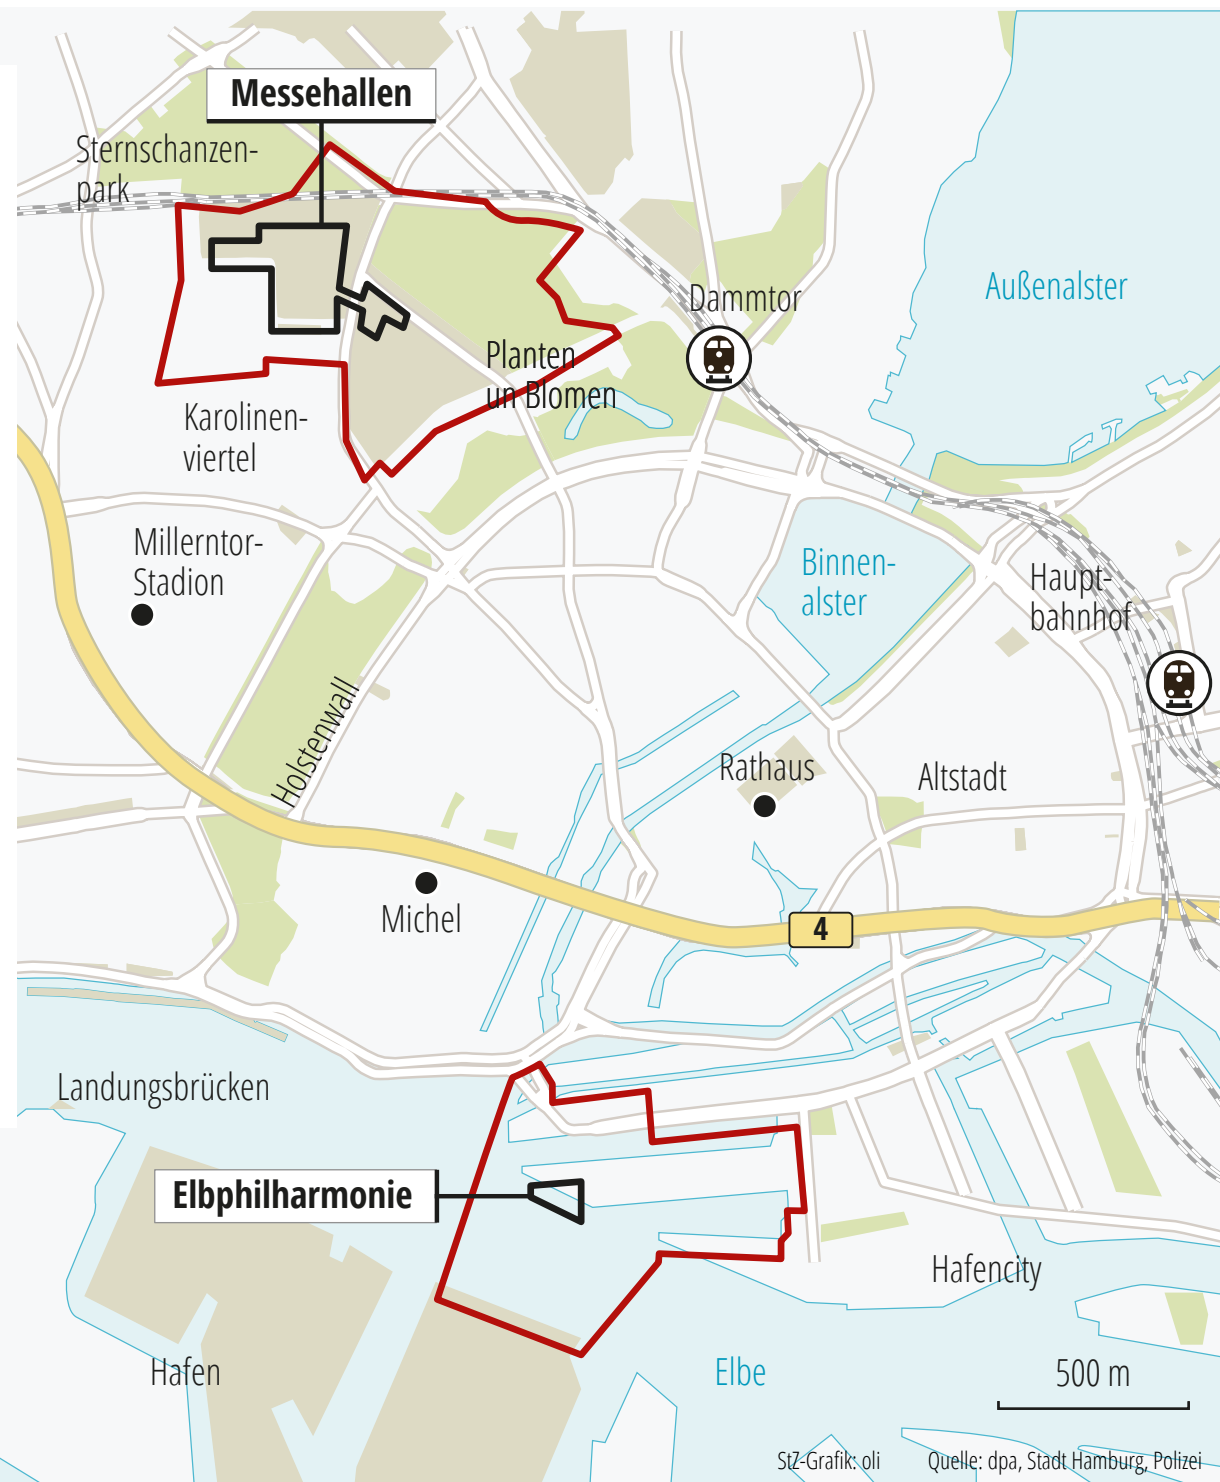 Messehallen
Sternschanzen-
park
Außenalster
Dammtor
Planten
un Blomen
Karolinen-
viertel
Millerntor-
Stadion
Binnen-
alster
Haupt-
bahnhof
Holstenwall
Rathaus
Altstadt
Michel
4
Landungsbrücken
Elbphilharmonie
Hafencity
Hafen
Elbe
500 m
StZ-Grafik: oli
Quelle: dpa, Stadt Hamburg, Polizei